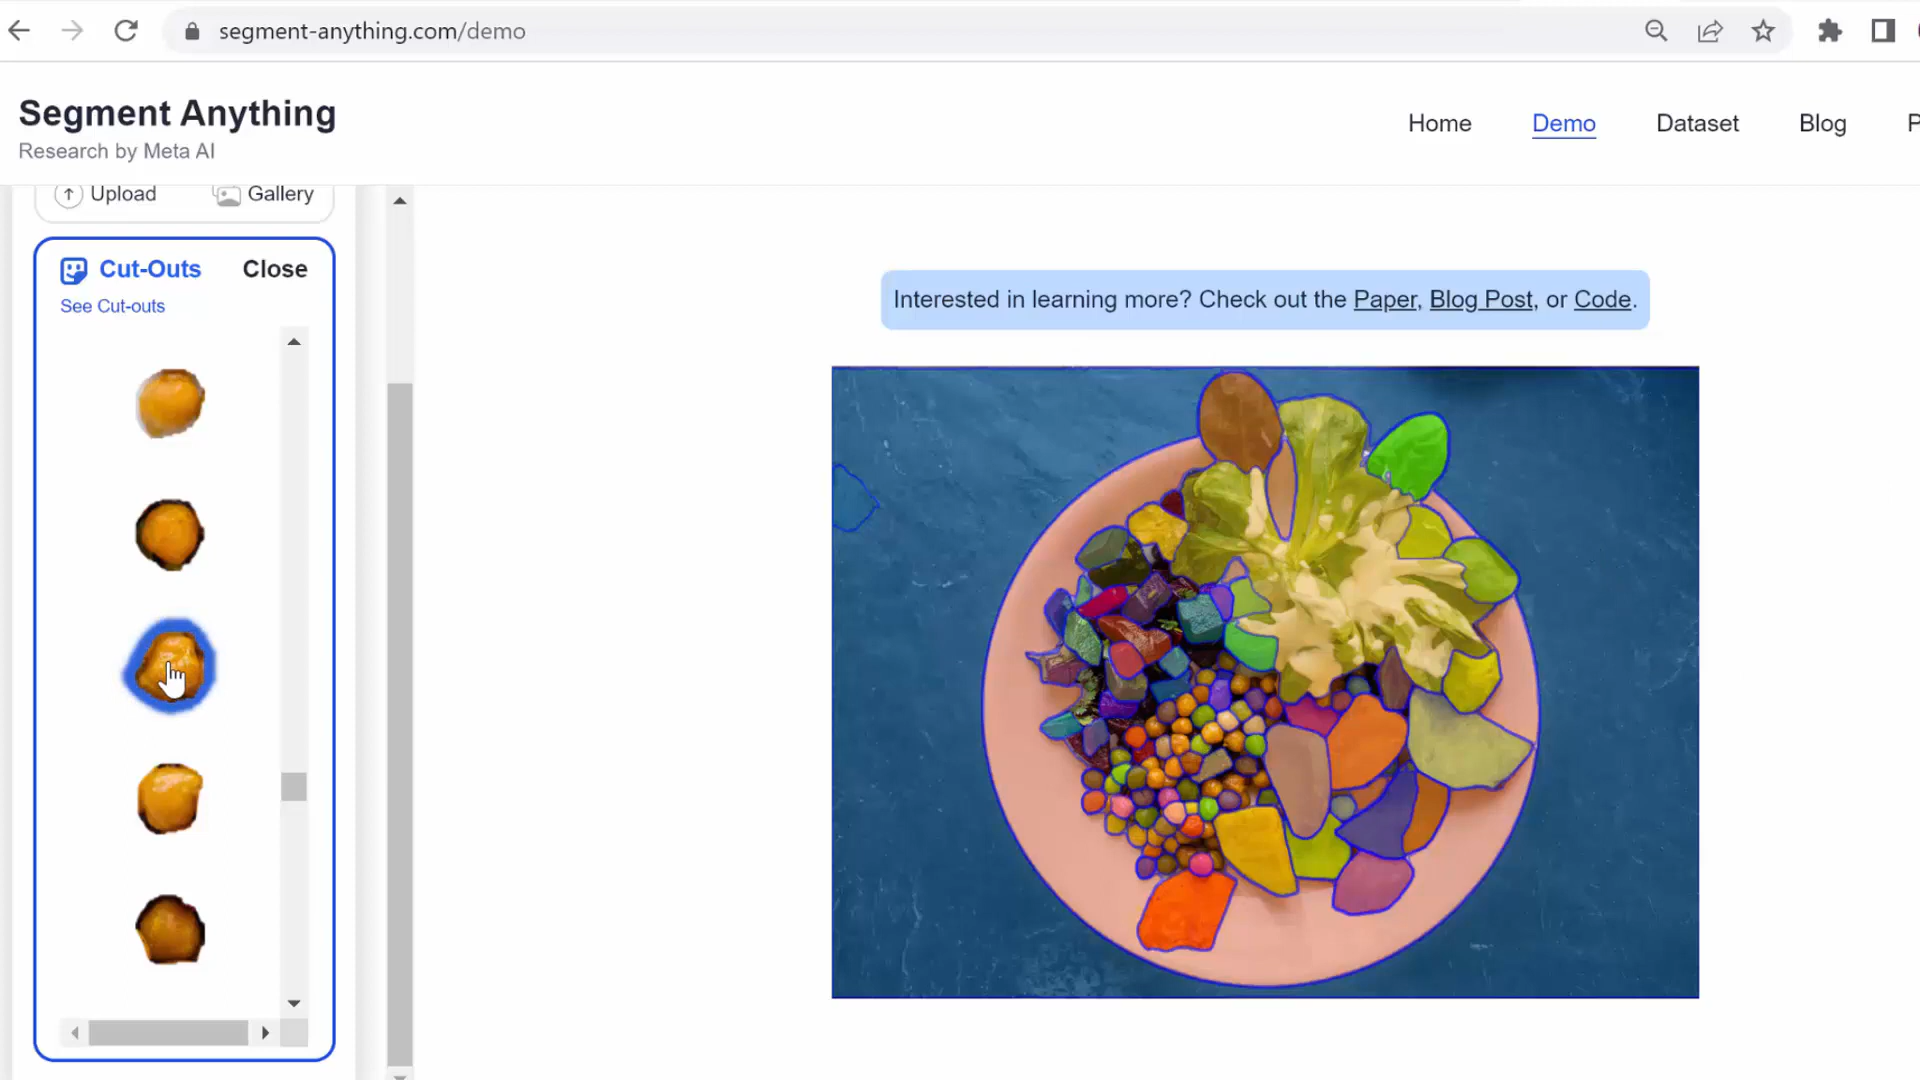 segment-anything.com/demo
Segment Anything
Research by Meta AI
Home Demo Dataset Blog P
Upload Gallery
Cut-Outs Close
See Cut-outs
Interested in learning more? Check out the Paper, Blog Post, or Code.